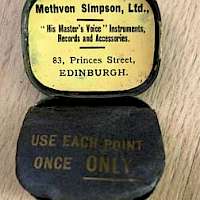 Methven Simpson, Ltd.,
"His Master's Voice" Instruments,
Records and Accessories.
83, Princes Street,
EDINBURGH.
USE EACH POINT
ONCE ONLY